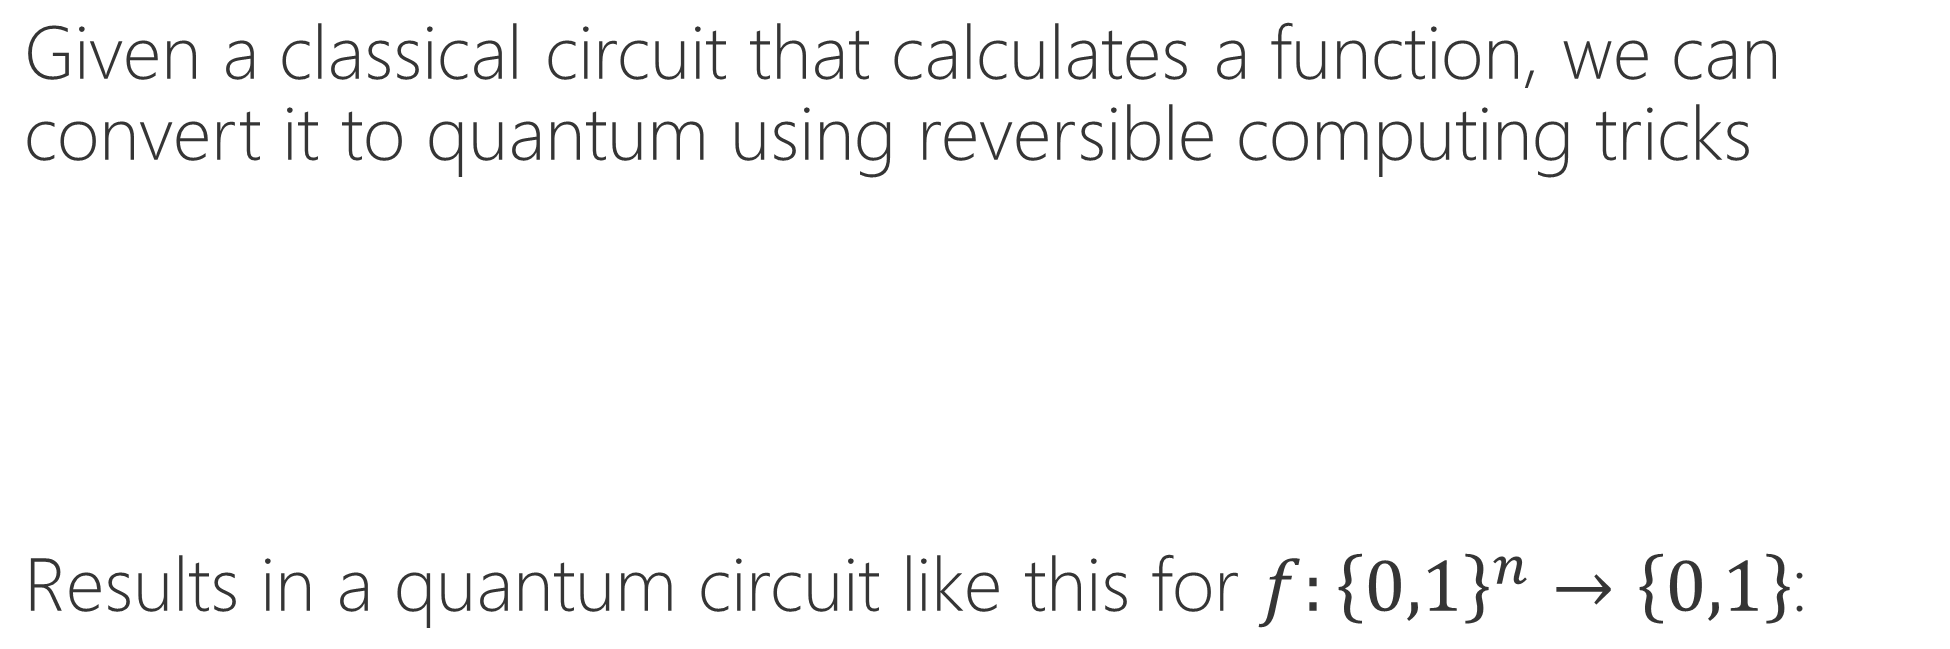 Given a classical circuit that calculates a function, we can
convert it to quantum using reversible computing tricks
Results in a quantum circuit like this for 𝑓: {0,1}ⁿ → {0,1}: